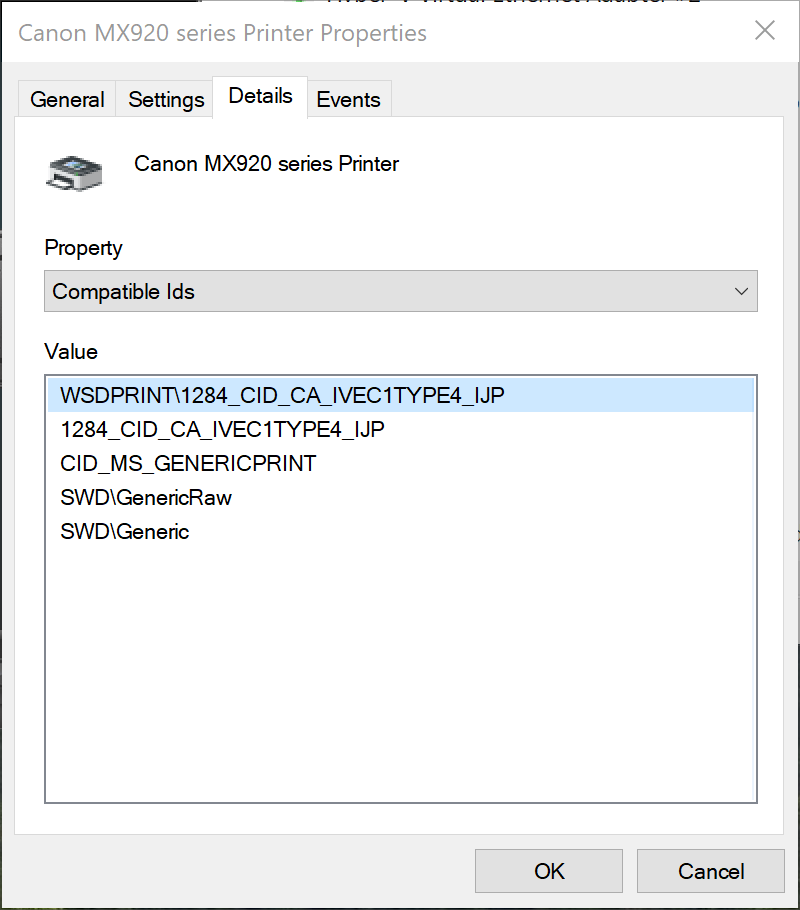 Canon MX920 series Printer Properties
General Settings Details Events
Canon MX920 series Printer
Property
Compatible Ids
Value
WSDPRINT\1284_CID_CA_IVEC1TYPE4_IJP
1284_CID_CA_IVEC1TYPE4_IJP
CID_MS_GENERICPRINT
SWD\GenericRaw
SWD\Generic
OK Cancel